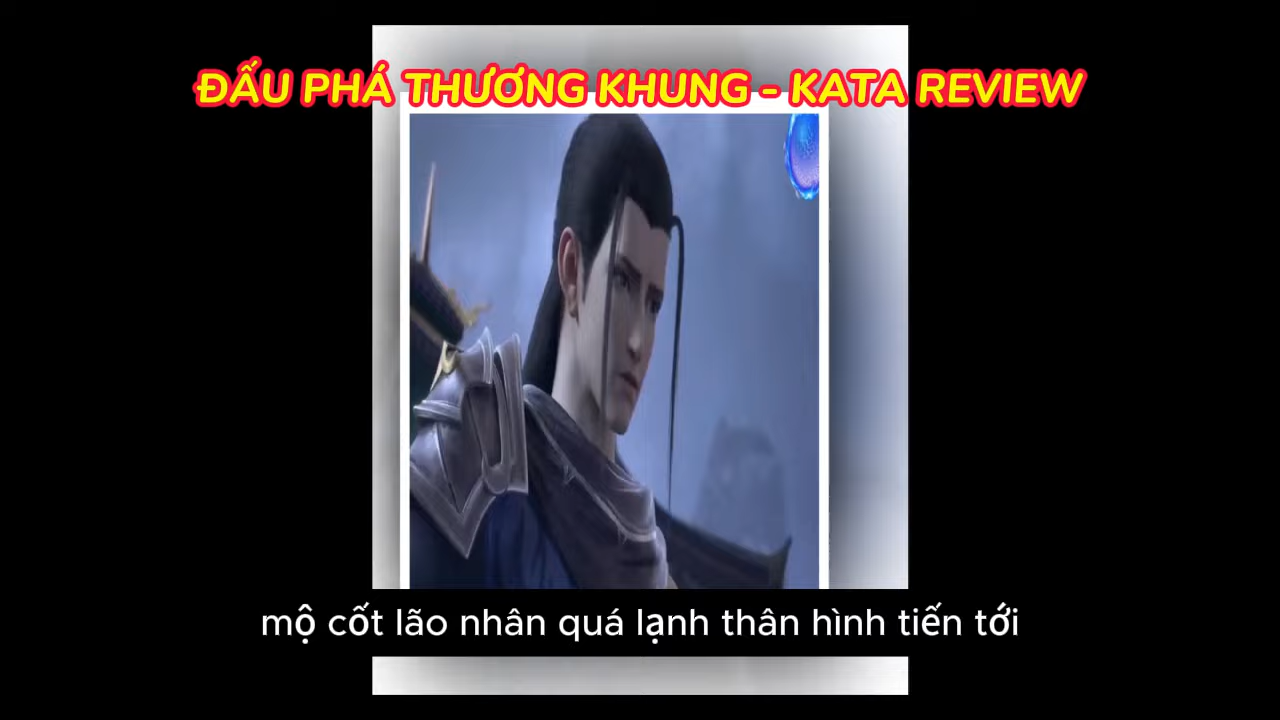 ĐẤU PHÁ THƯƠNG KHUNG - KATA REVIEW
mộ cốt lão nhân quá lạnh thân hình tiến tới